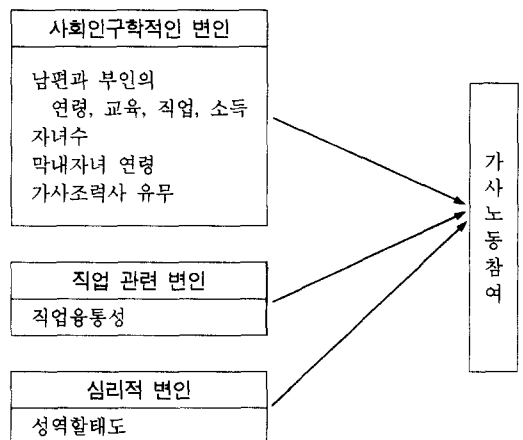 사회인구학적인 변인
남편과 부인의
연령, 교육, 직업, 소득
자녀수
막내자녀 연령
가사조력사 유무
직업 관련 변인
직업융통성
심리적 변인
성역할태도
가사노동참여